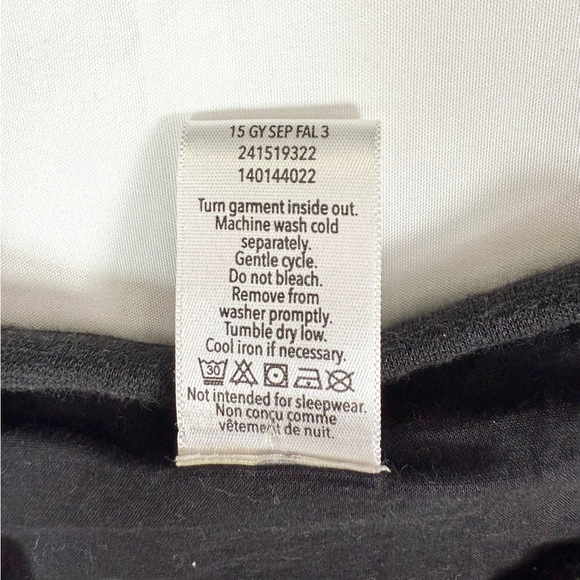 15 GY SEP FAL 3
241519322
140144022
Turn garment inside out.
Machine wash cold
separately.
Gentle cycle.
Do not bleach.
Remove from
washer promptly.
Tumble dry low.
Cool iron if necessary.
30
Not intended for sleepwear.
Non conçu comme
vêtement de nuit.